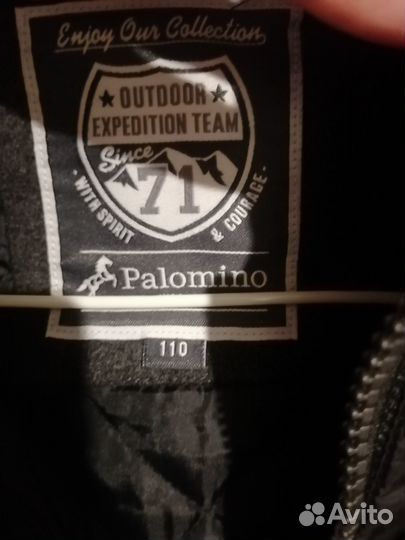 Enjoy Our Collection
OUTDOOR
EXPEDITION TEAM
Since
71
· WITH SPIRIT
& COURAGE ·
Palomino
110
Avito